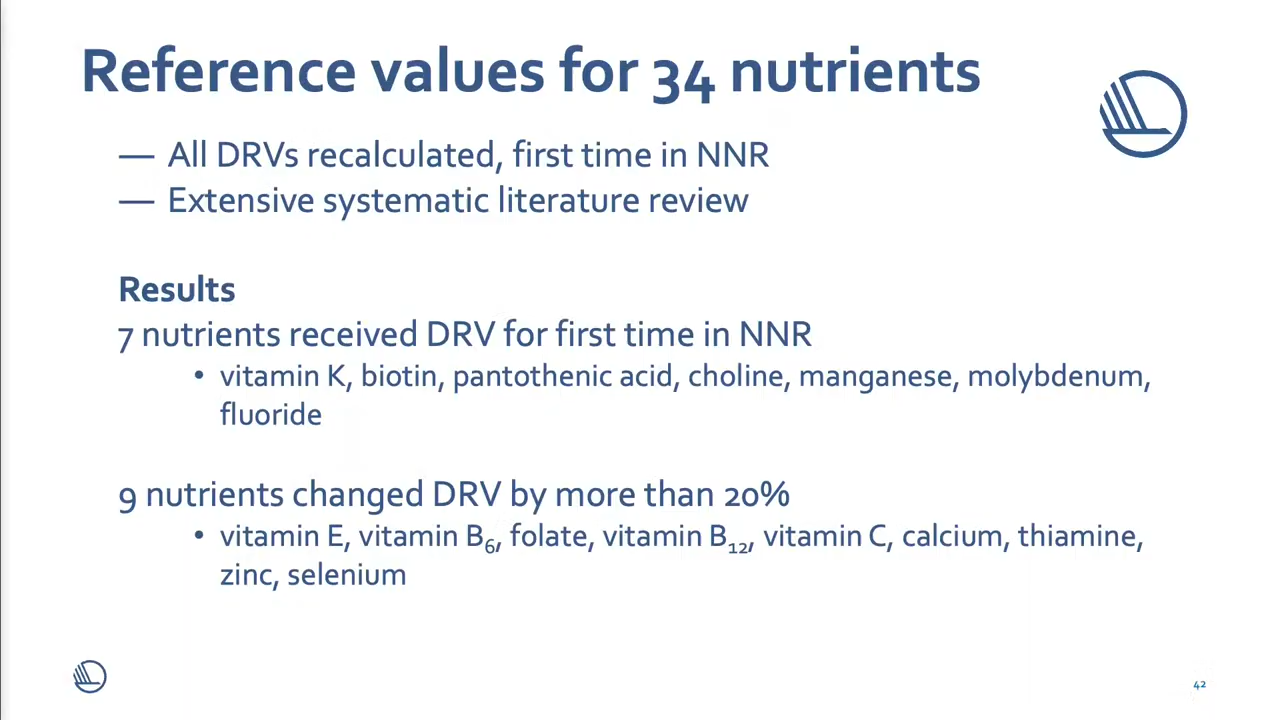 Reference values for 34 nutrients
— All DRVs recalculated, first time in NNR
— Extensive systematic literature review
Results
7 nutrients received DRV for first time in NNR
• vitamin K, biotin, pantothenic acid, choline, manganese, molybdenum,
fluoride
9 nutrients changed DRV by more than 20%
• vitamin E, vitamin B₆, folate, vitamin B₁₂, vitamin C, calcium, thiamine,
zinc, selenium
42